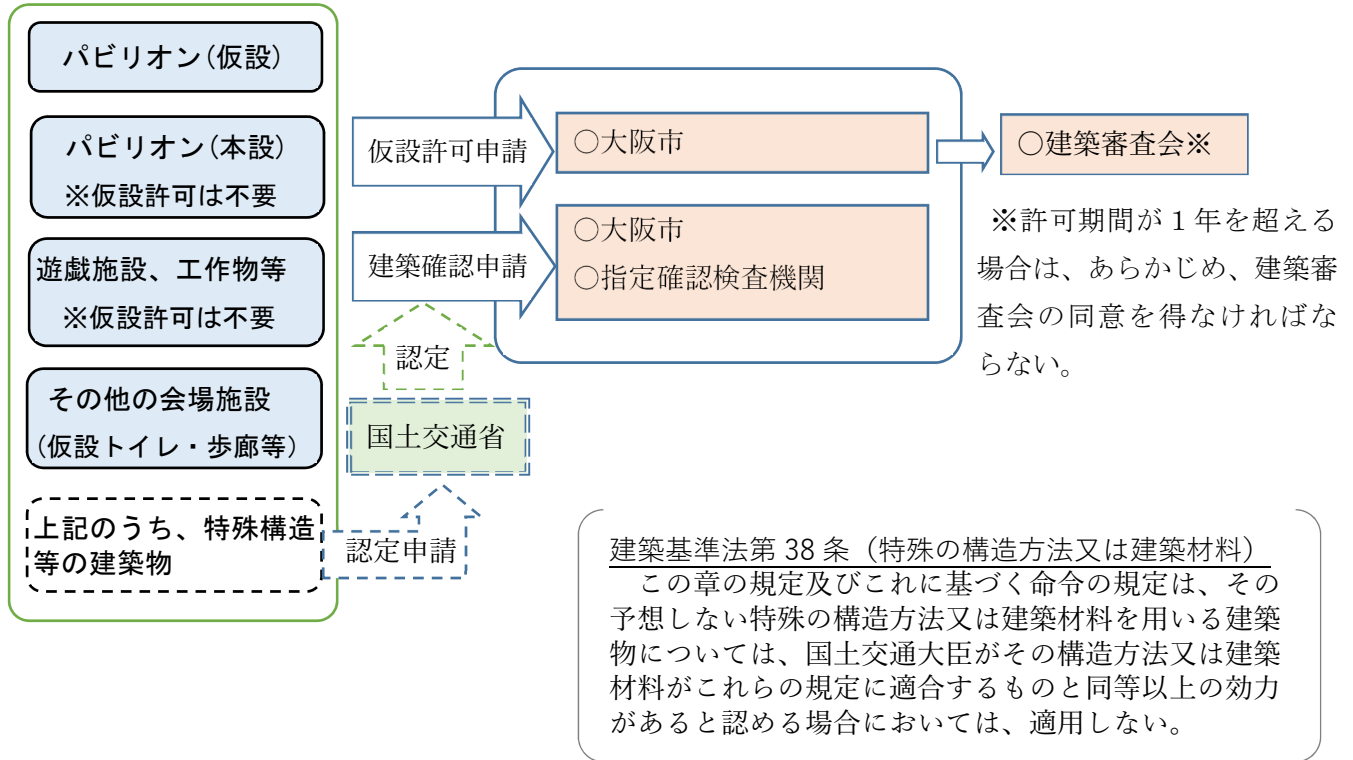 パビリオン(仮設)
パビリオン(本設)
※仮設許可は不要
遊戯施設、工作物等
※仮設許可は不要
その他の会場施設
(仮設トイレ・歩廊等)
上記のうち、特殊構造
等の建築物
仮設許可申請
建築確認申請
認定
国土交通省
認定申請
○大阪市
○大阪市
○指定確認検査機関
○建築審査会※
※許可期間が1年を超える
場合は、あらかじめ、建築審
査会の同意を得なければな
らない。
建築基準法第 38 条（特殊の構造方法又は建築材料）
この章の規定及びこれに基づく命令の規定は、その
予想しない特殊の構造方法又は建築材料を用いる建築
物については、国土交通大臣がその構造方法又は建築
材料がこれらの規定に適合するものと同等以上の効力
があると認める場合においては、適用しない。